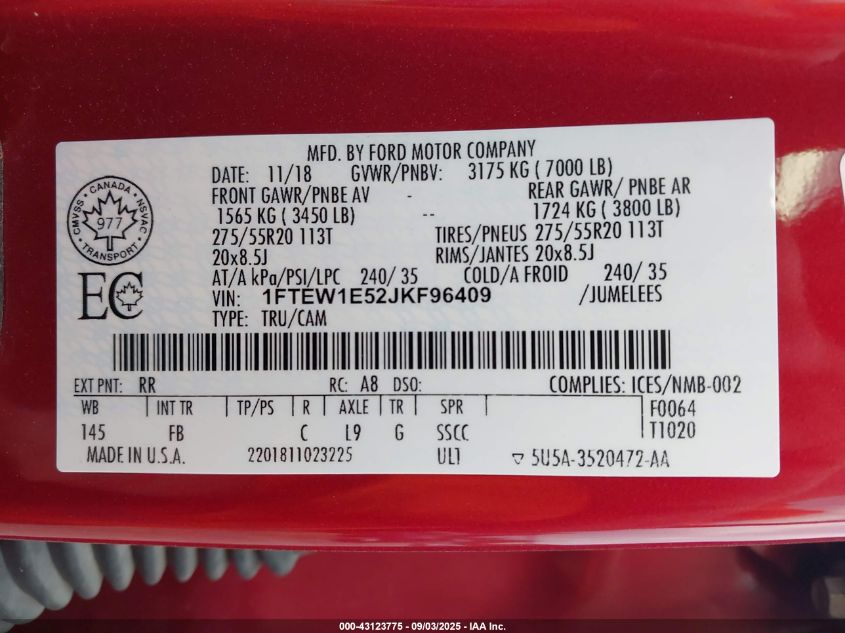 MFD. BY FORD MOTOR COMPANY
DATE: 11/18 GVWR/PNBV: 3175 KG ( 7000 LB)
FRONT GAWR/PNBE AV - REAR GAWR/ PNBE AR
1565 KG ( 3450 LB) -- 1724 KG ( 3800 LB)
275/55R20 113T TIRES/PNEUS 275/55R20 113T
20x8.5J RIMS/JANTES 20x8.5J
AT/A kPa/PSI/LPC 240/ 35 COLD/A FROID 240/ 35
VIN: 1FTEW1E52JKF96409 /JUMELEES
TYPE: TRU/CAM
CANADA
CMVSS NSVAC
977
TRANSPORT
EC
EXT PNT: RR RC: A8 DSO: COMPLIES: ICES/NMB-002
WB INT TR TP/PS R AXLE TR SPR F0064
145 FB C L9 G SSCC T1020
MADE IN U.S.A. 2201811023225 UL1 ▽ 5U5A-3520472-AA
000-43123775 - 09/03/2025 - IAA Inc.